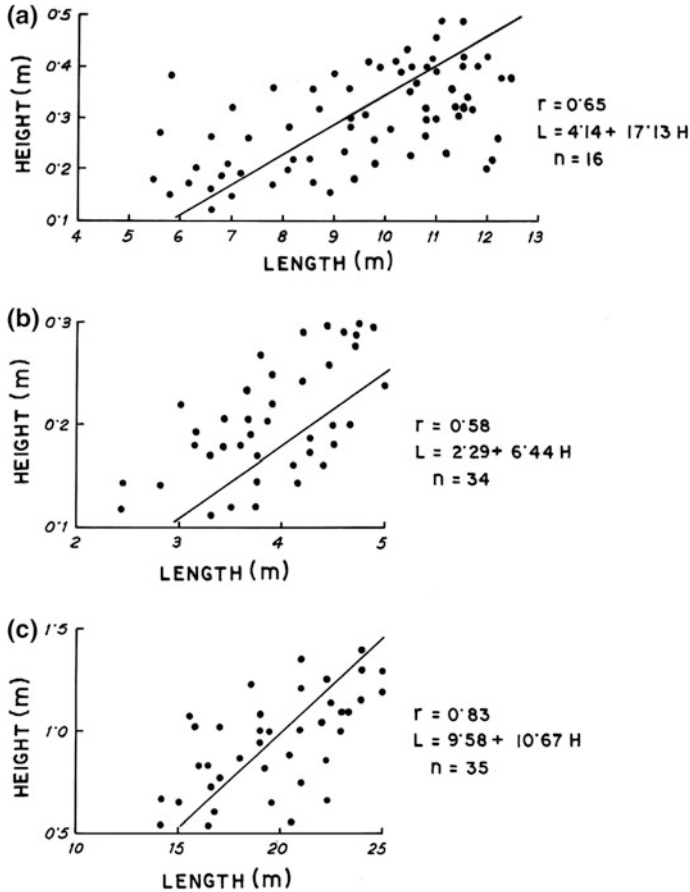 (a)
0·5
0·4
0·3
0·2
0·1
HEIGHT (m)
4 5 6 7 8 9 10 11 12 13
LENGTH (m)
r = 0·65
L = 4·14 + 17·13 H
n = 16
(b)
0·3
0·2
0·1
HEIGHT (m)
2 3 4 5
LENGTH (m)
r = 0·58
L = 2·29 + 6·44 H
n = 34
(c)
1·5
1·0
0·5
HEIGHT (m)
10 15 20 25
LENGTH (m)
r = 0·83
L = 9·58 + 10·67 H
n = 35